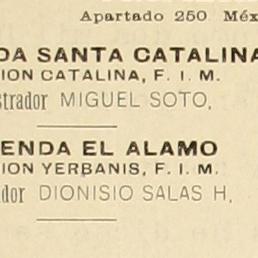 Apartado 250. Méx
DA SANTA CATALINA
ION CATALINA, F. I. M.
strador MIGUEL SOTO,
ENDA EL ALAMO
ION YERBANIS, F. I. M.
dor DIONISIO SALAS H,